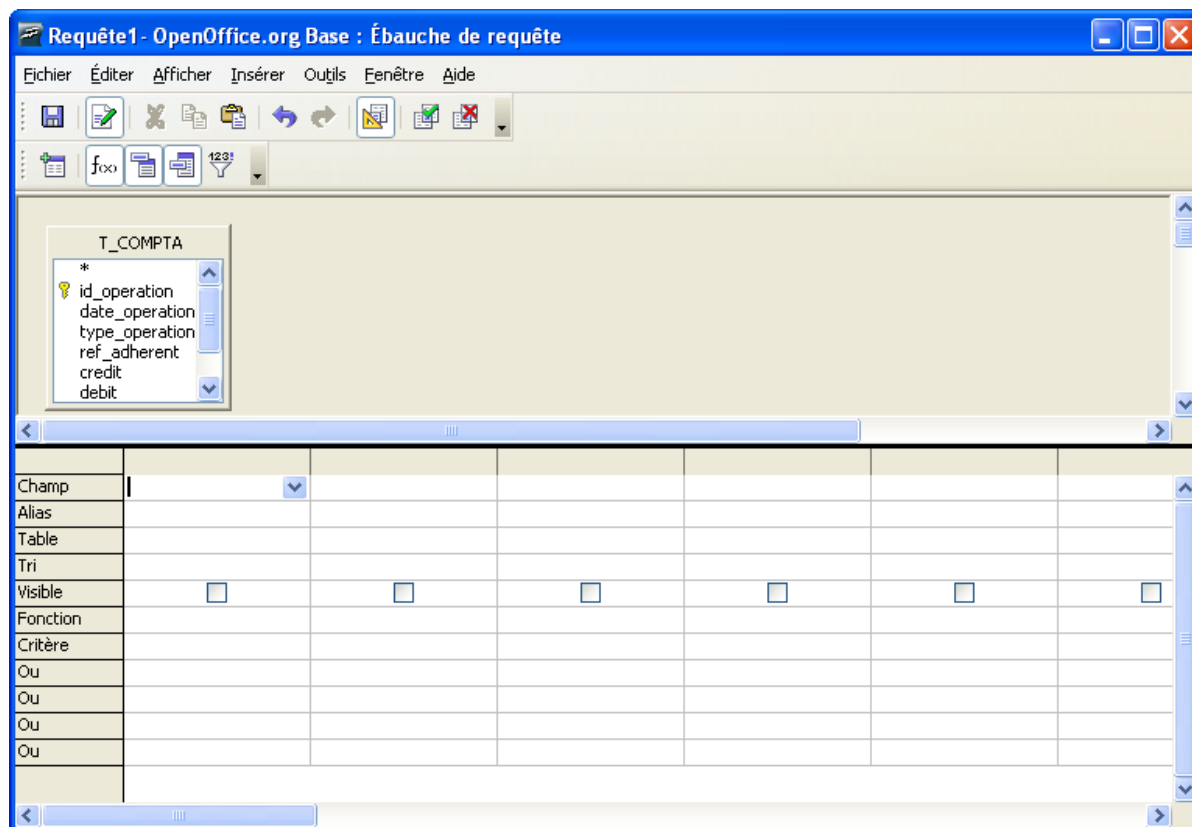 Requête1 - OpenOffice.org Base : Ébauche de requête
Fichier Éditer Afficher Insérer Outils Fenêtre Aide
f(x) 123!
T_COMPTA
*
id_operation
date_operation
type_operation
ref_adherent
credit
debit
Champ
Alias
Table
Tri
Visible
Fonction
Critère
Ou
Ou
Ou
Ou